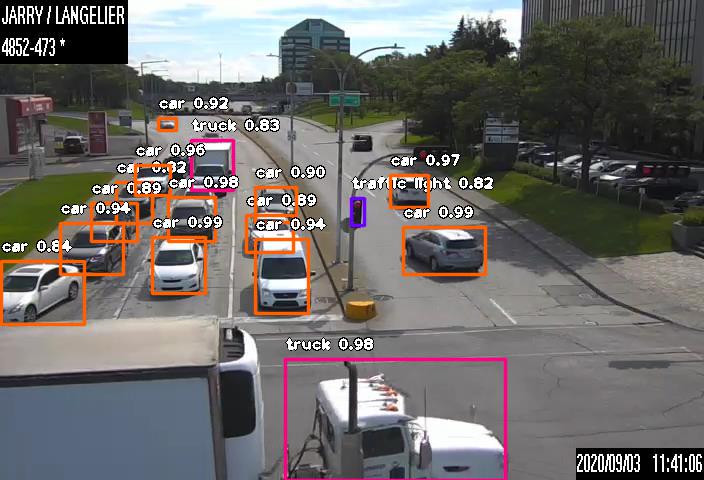 JARRY / LANGELIER
4852-473 *
car 0.92
truck 0.83
car 0.96
car 0.82
car 0.97
car 0.90
car 0.98
traffic light 0.82
car 0.89
car 0.89
car 0.94
car 0.99
car 0.99
car 0.94
car 0.84
truck 0.98
2020/09/03 11:41:06